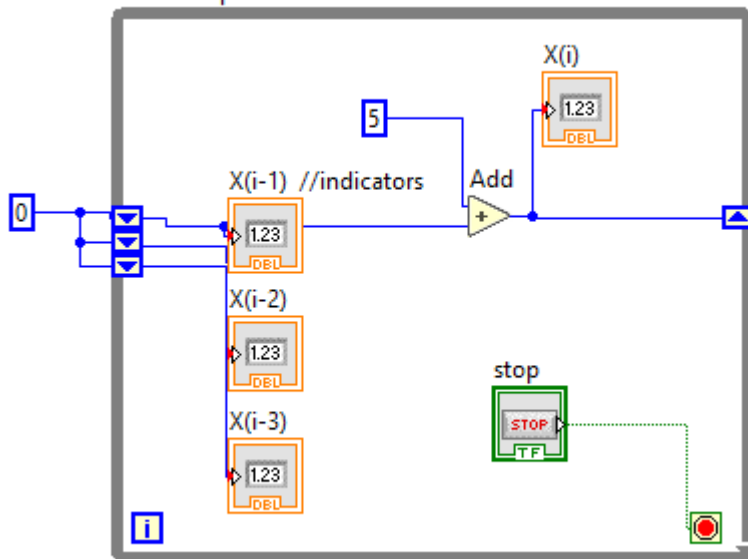 X(i)
1.23
DBL
5
X(i-1) //indicators
Add
0
1.23
+
DBL
X(i-2)
1.23
DBL
stop
STOP
TF
X(i-3)
1.23
DBL
i